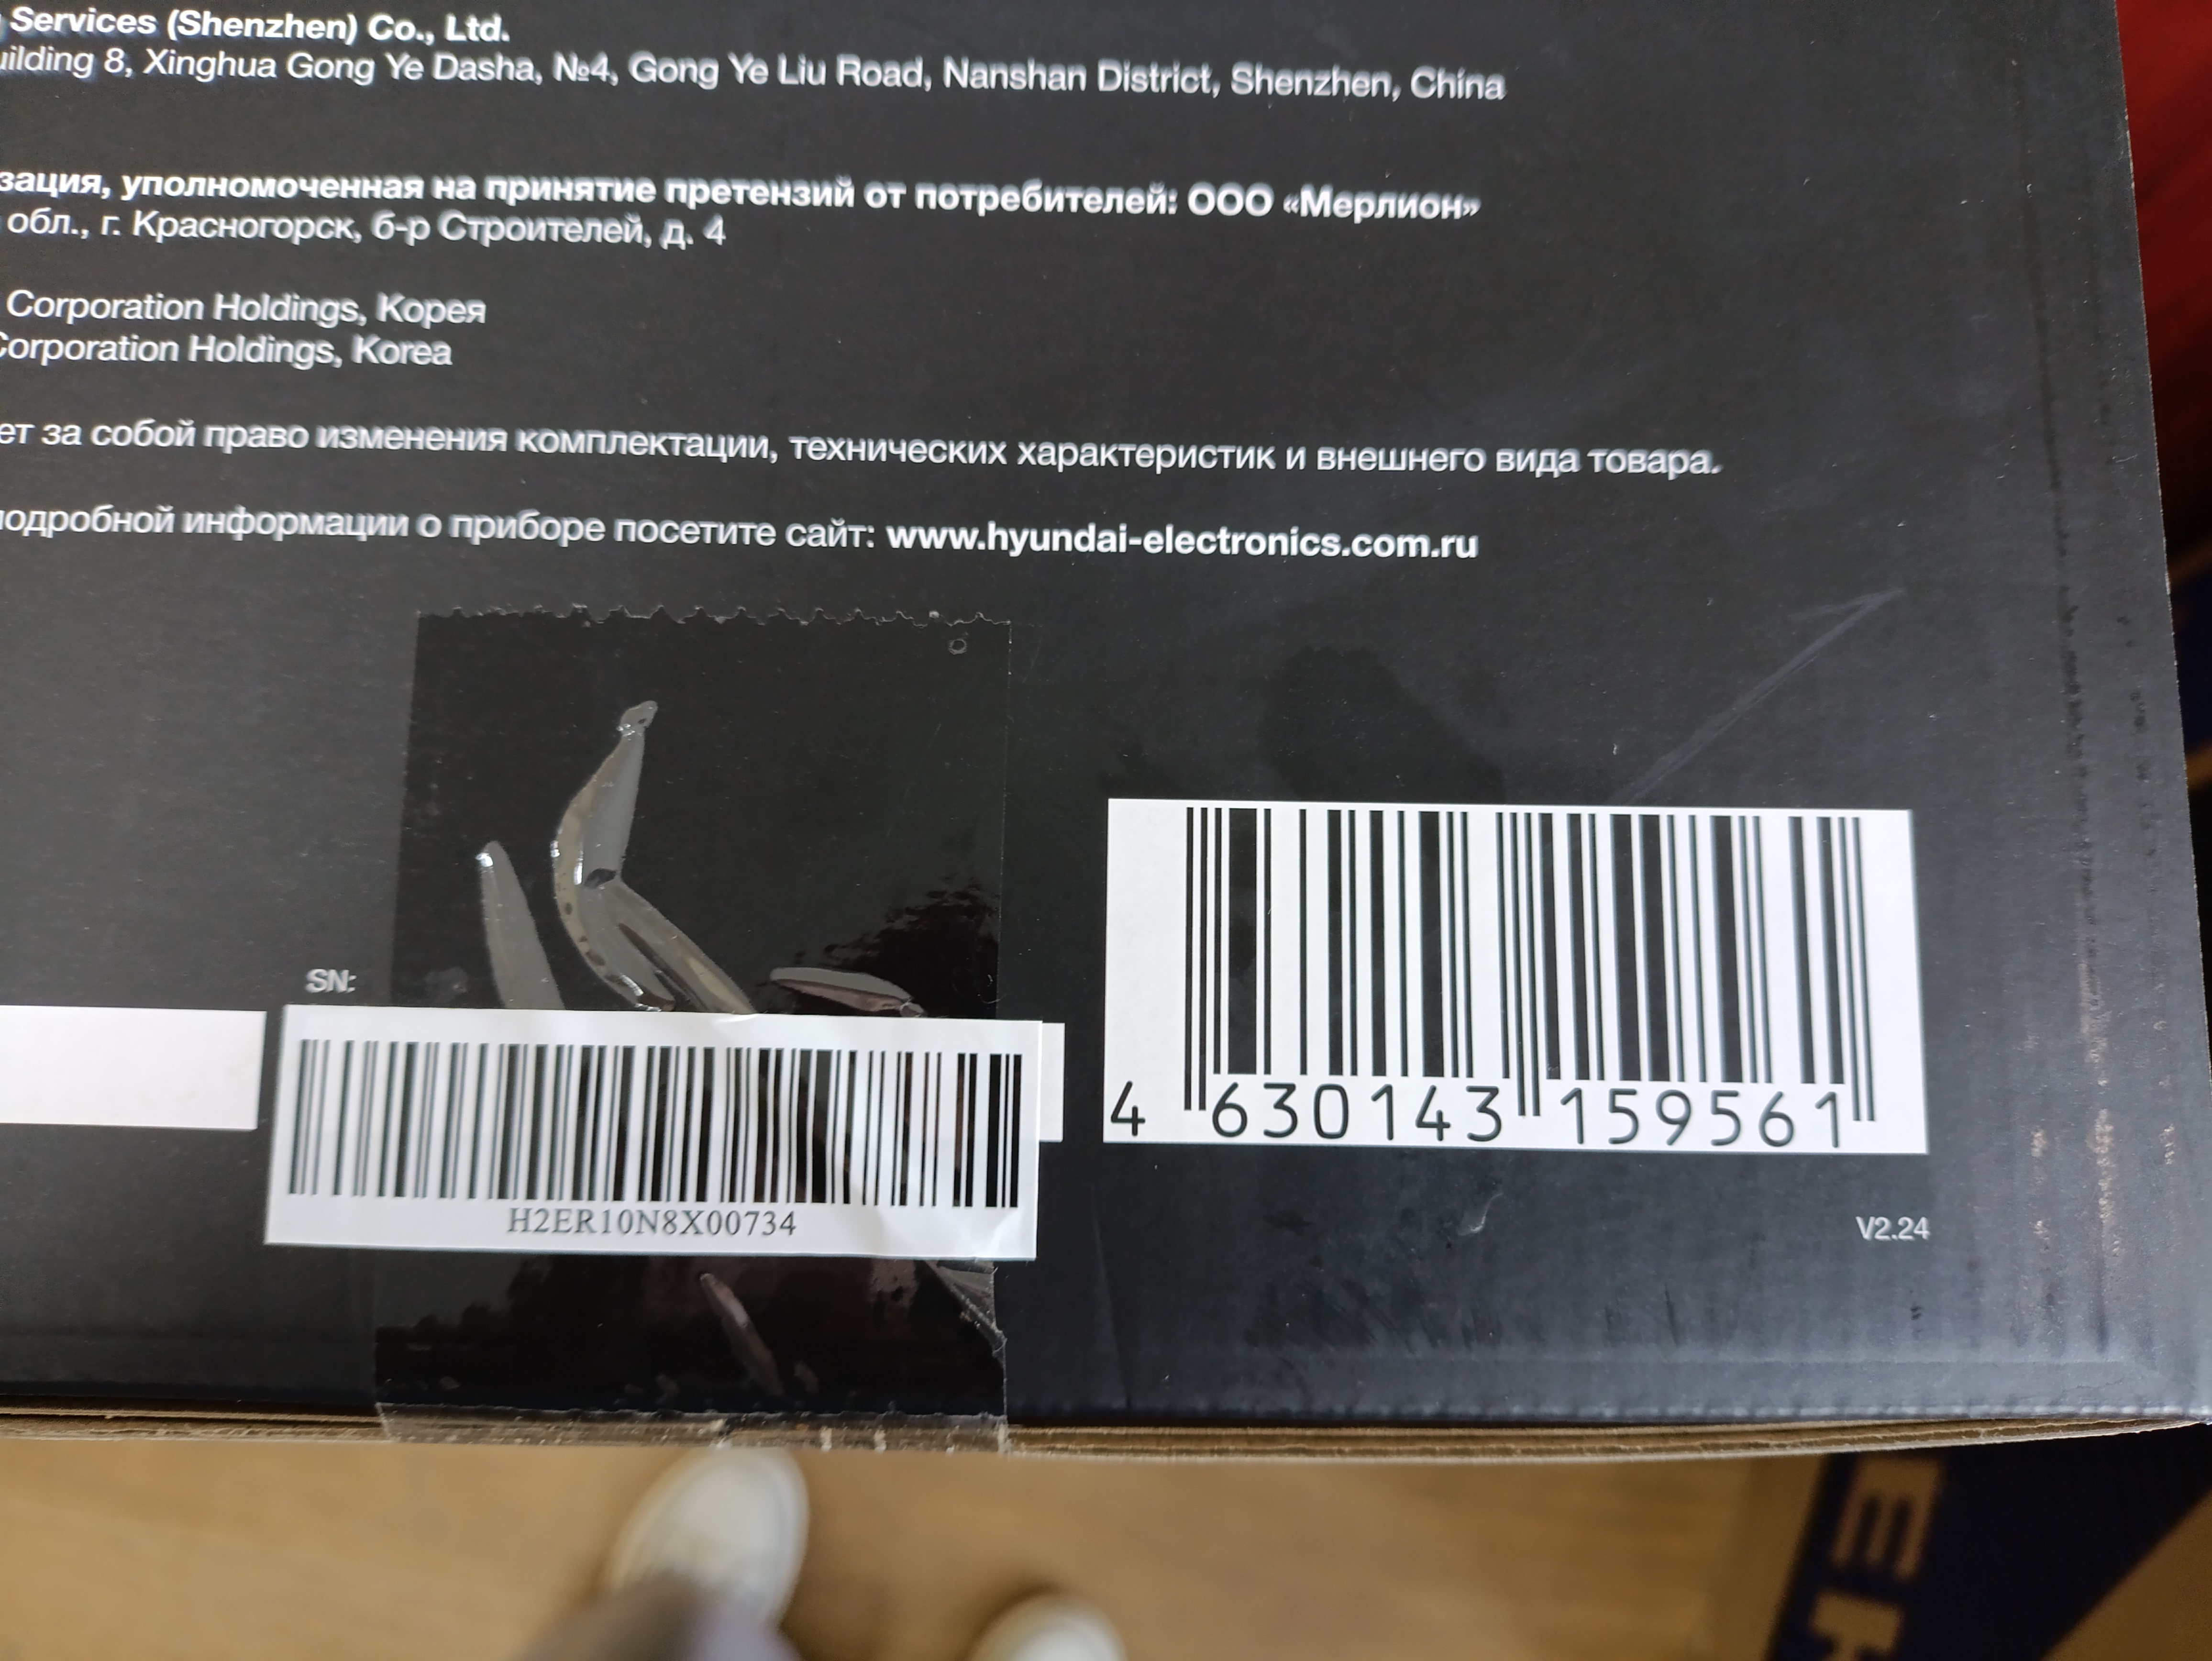 Services (Shenzhen) Co., Ltd.
uilding 8, Xinghua Gong Ye Dasha, №4, Gong Ye Liu Road, Nanshan District, Shenzhen, China
зация, уполномоченная на принятие претензий от потребителей: ООО «Мерлион»
обл., г. Красногорск, б-р Строителей, д. 4
Corporation Holdings, Корея
Corporation Holdings, Korea
ет за собой право изменения комплектации, технических характеристик и внешнего вида товара.
подробной информации о приборе посетите сайт: www.hyundai-electronics.com.ru
SN:
H2ER10N8X00734
4 630143 159561
V2.24